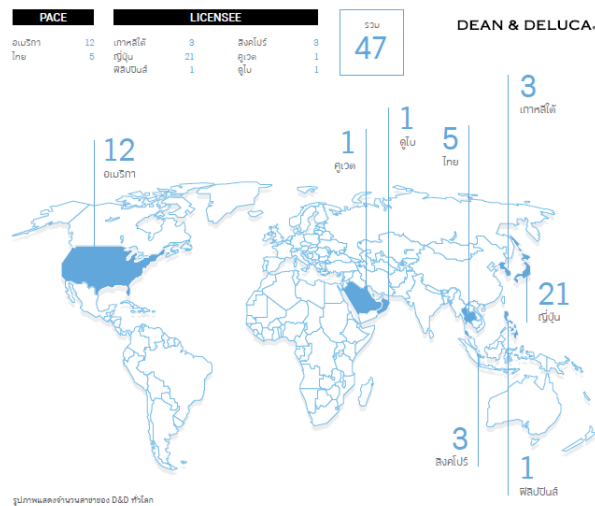 PACE
LICENSEE
อเมริกา 12
ไทย 5
เกาหลีใต้ 3
ญี่ปุ่น 21
ฟิลิปปินส์ 1
สิงคโปร์ 3
คูเวต 1
ดูไบ 1
รวม
47
DEAN & DELUCA
3
เกาหลีใต้
1
ดูไบ
5
ไทย
1
คูเวต
12
อเมริกา
21
ญี่ปุ่น
3
สิงคโปร์
1
ฟิลิปปินส์
รูปภาพแสดงจำนวนสาขาของ D&D ทั่วโลก